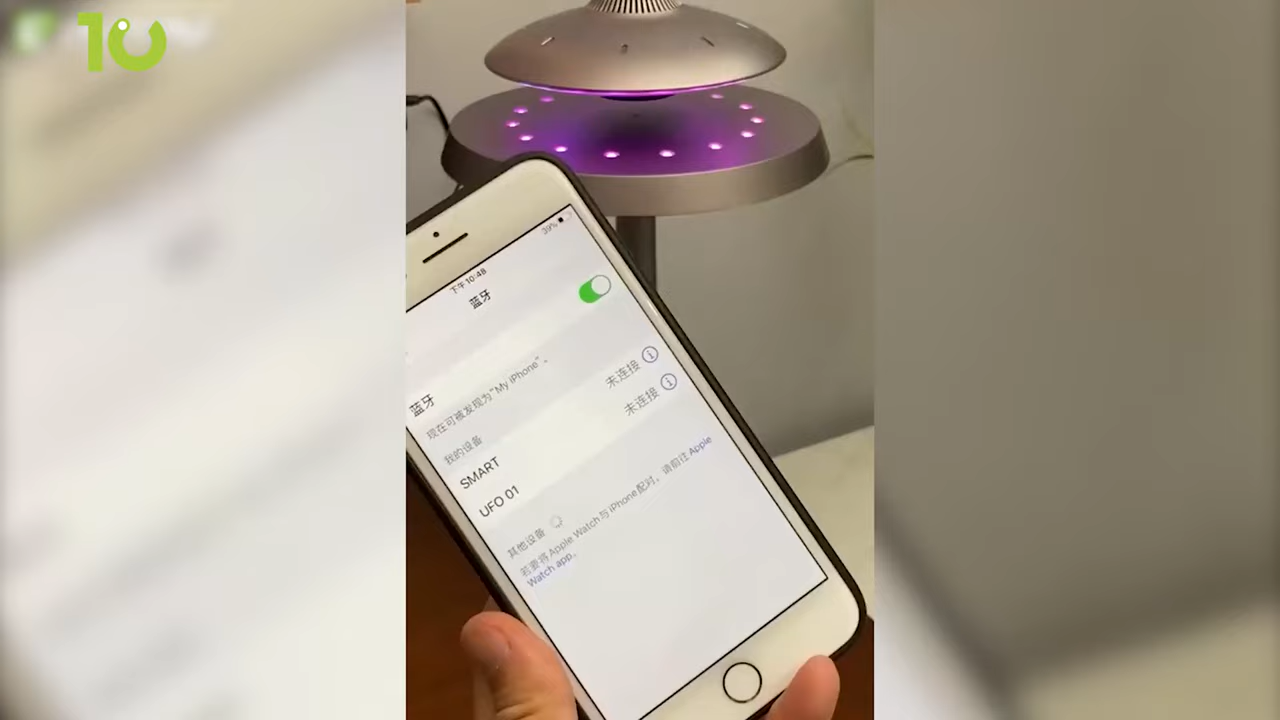 10
39%
下午10:48
蓝牙
蓝牙
现在可被发现为“My iPhone”。
我的设备
SMART 未连接
UFO 01 未连接
其他设备
若要将Apple Watch与iPhone配对，请前往Apple
Watch app。